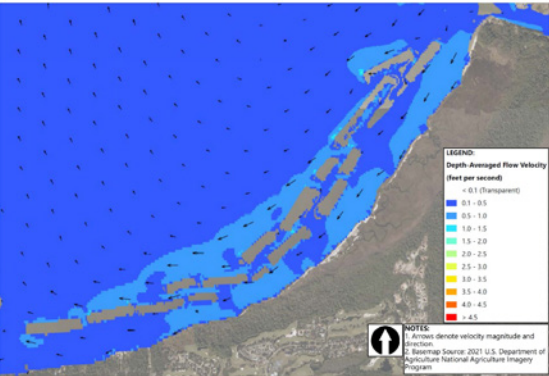 LEGEND:
Depth-Averaged Flow Velocity
(feet per second)
< 0.1 (Transparent)
0.1 - 0.5
0.5 - 1.0
1.0 - 1.5
1.5 - 2.0
2.0 - 2.5
2.5 - 3.0
3.0 - 3.5
3.5 - 4.0
4.0 - 4.5
> 4.5
NOTES:
1. Arrows denote velocity magnitude and
direction.
2. Basemap Source: 2021 U.S. Department of
Agriculture National Agriculture Imagery
Program